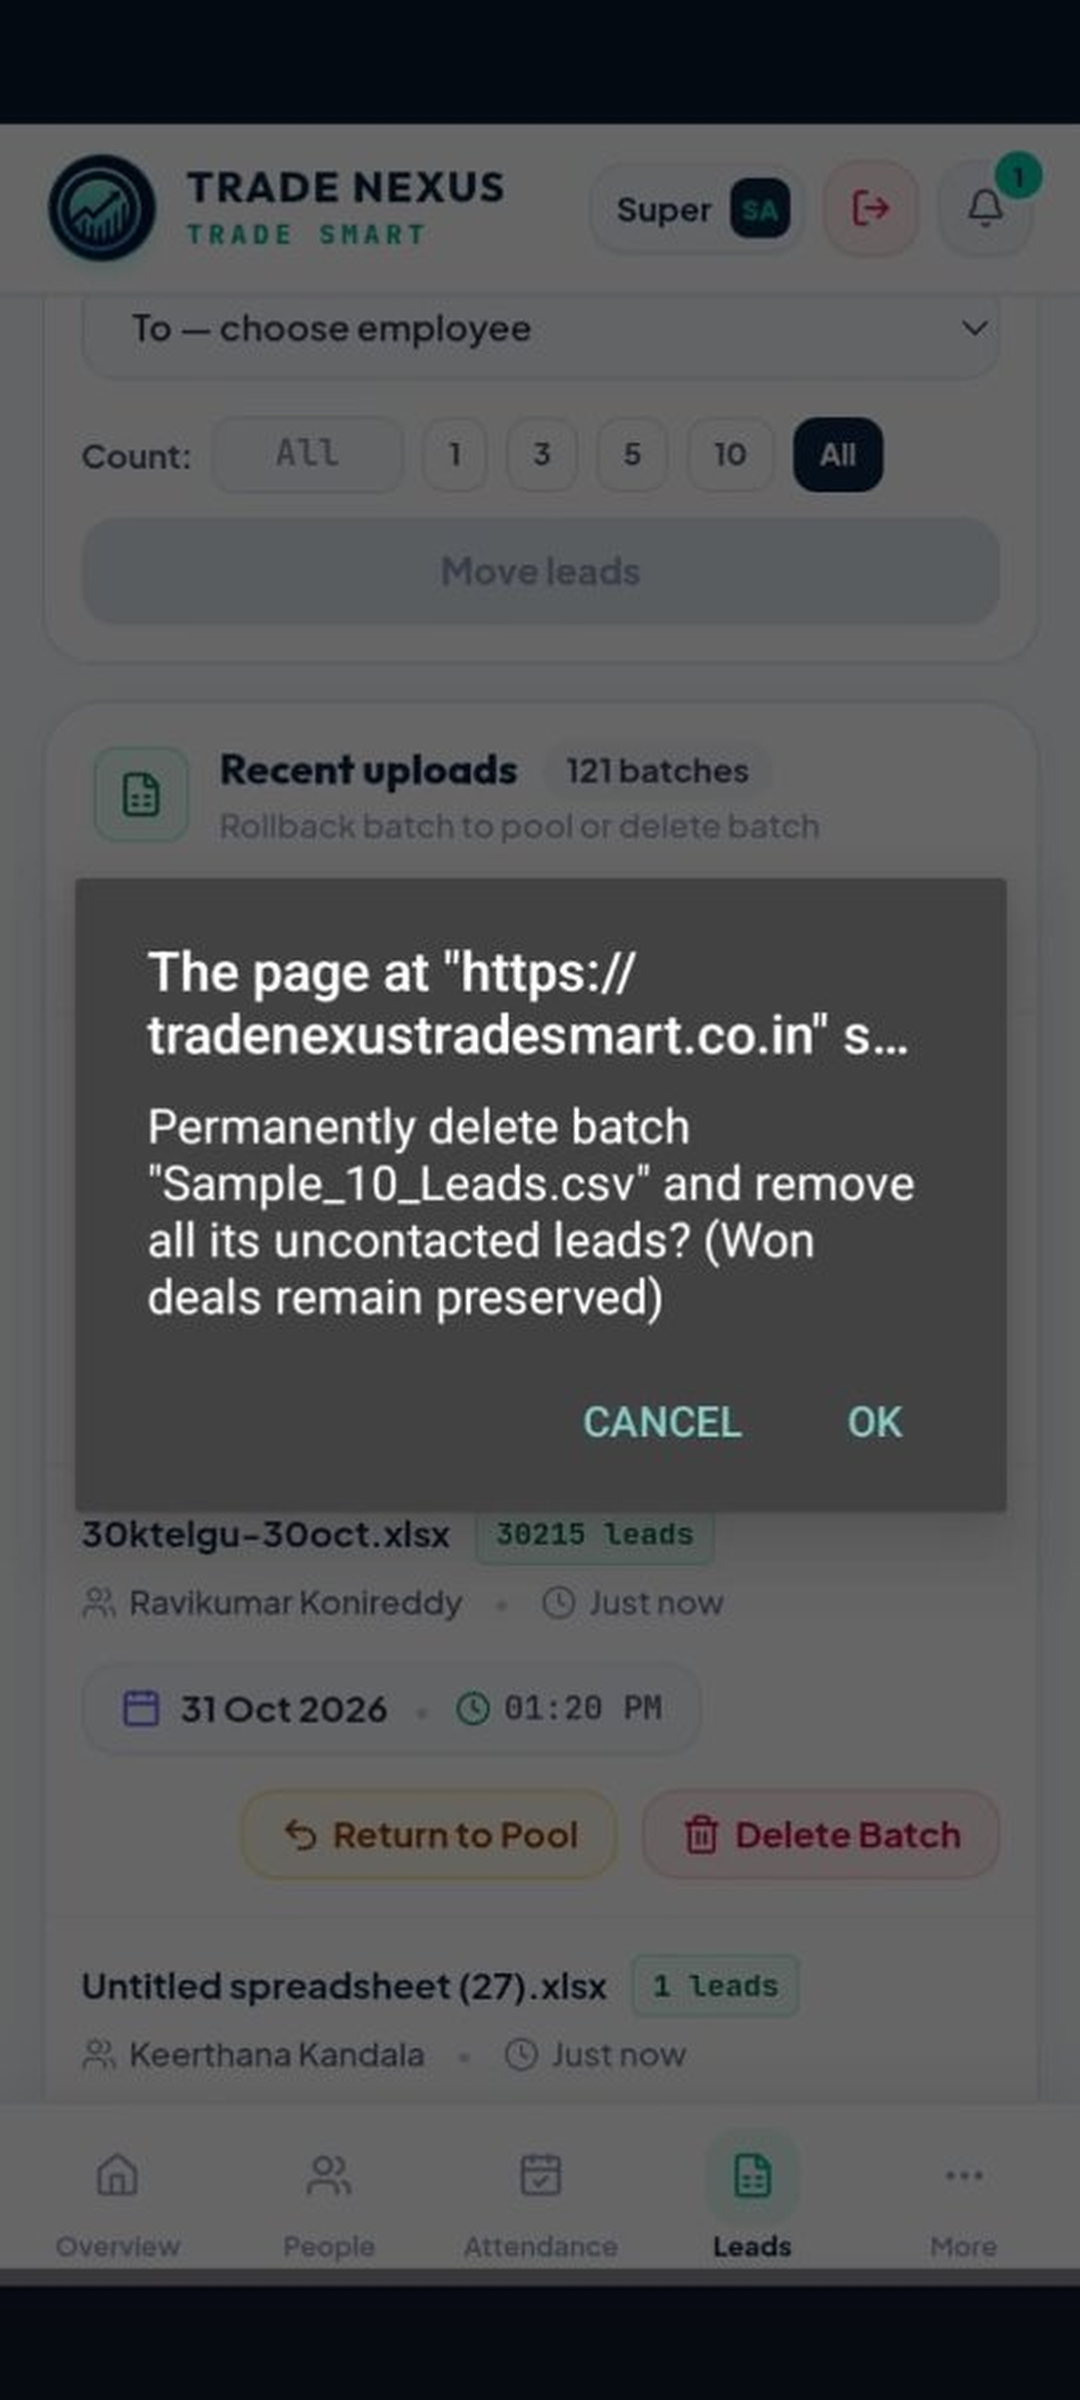 TRADE NEXUS
TRADE SMART
Super SA
1
To — choose employee
Count: All 1 3 5 10 All
Move leads
Recent uploads 121 batches
Rollback batch to pool or delete batch
The page at "https://
tradenexustradesmart.co.in" s...
Permanently delete batch
"Sample_10_Leads.csv" and remove
all its uncontacted leads? (Won
deals remain preserved)
CANCEL OK
30ktelgu-30oct.xlsx 30215 leads
Ravikumar Konireddy • Just now
31 Oct 2026 • 01:20 PM
Return to Pool Delete Batch
Untitled spreadsheet (27).xlsx 1 leads
Keerthana Kandala • Just now
Overview People Attendance Leads More